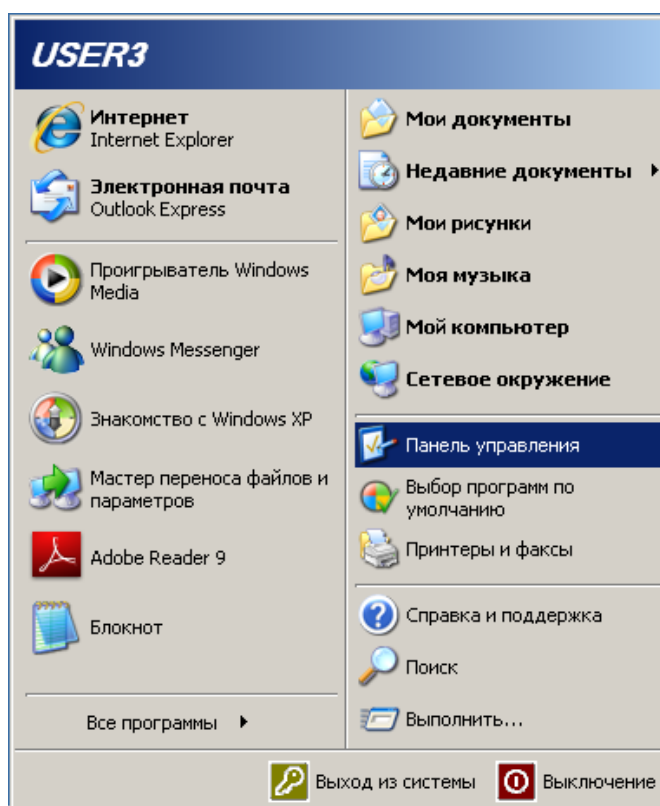 USER3
Интернет
Internet Explorer
Электронная почта
Outlook Express
Проигрыватель Windows
Media
Windows Messenger
Знакомство с Windows XP
Мастер переноса файлов и
параметров
Adobe Reader 9
Блокнот
Все программы
Мои документы
Недавние документы
Мои рисунки
Моя музыка
Мой компьютер
Сетевое окружение
Панель управления
Выбор программ по
умолчанию
Принтеры и факсы
Справка и поддержка
Поиск
Выполнить...
Выход из системы
Выключение